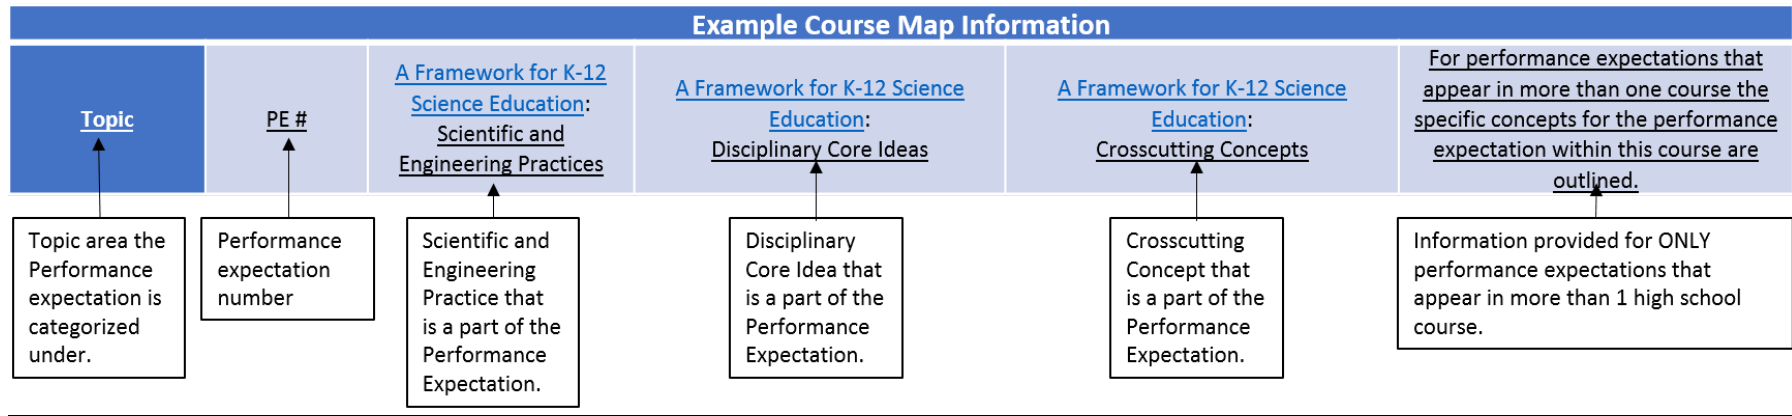 Example Course Map Information
Topic
PE #
A Framework for K-12
Science Education:
Scientific and
Engineering Practices
A Framework for K-12 Science
Education:
Disciplinary Core Ideas
A Framework for K-12 Science
Education:
Crosscutting Concepts
For performance expectations that
appear in more than one course the
specific concepts for the performance
expectation within this course are
outlined.
Topic area the
Performance
expectation is
categorized
under.
Performance
expectation
number
Scientific and
Engineering
Practice that
is a part of the
Performance
Expectation.
Disciplinary
Core Idea that
is a part of the
Performance
Expectation.
Crosscutting
Concept that
is a part of the
Performance
Expectation.
Information provided for ONLY
performance expectations that
appear in more than 1 high school
course.